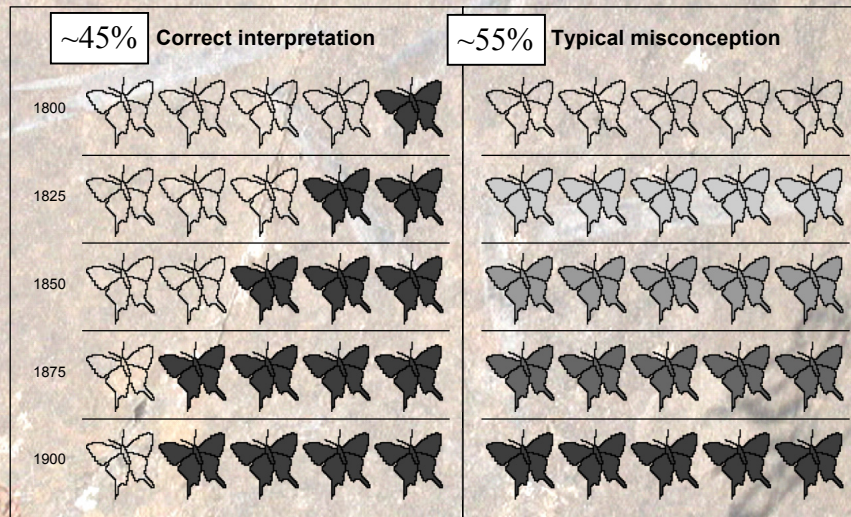 ~45% Correct interpretation
~55% Typical misconception
1800
1825
1850
1875
1900